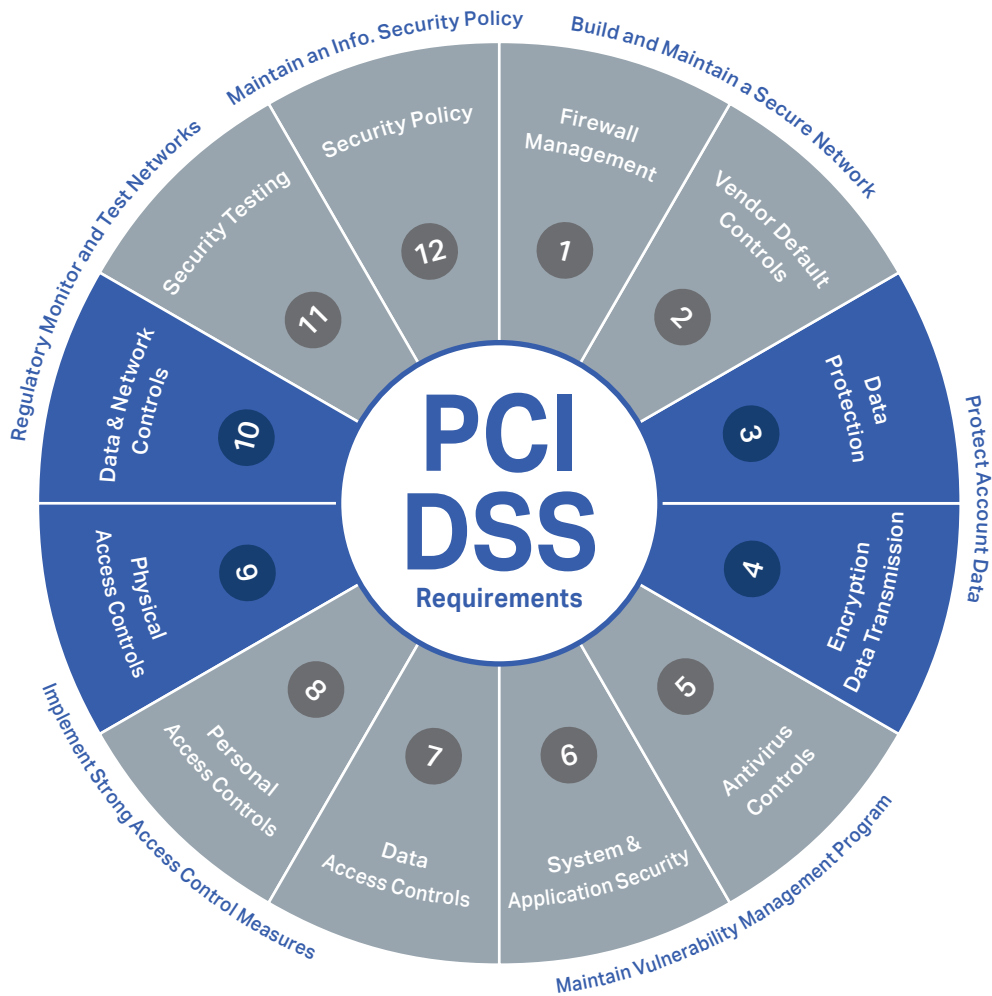 PCI
DSS
Requirements
Build and Maintain a Secure Network
Firewall
Management
1
Vendor Default
Controls
2
Protect Account Data
Data
Protection
3
Encryption
Data Transmission
4
Maintain Vulnerability Management Program
Antivirus
Controls
5
System &
Application Security
6
Implement Strong Access Control Measures
Data
Access Controls
7
Personal
Access Controls
8
Physical
Access Controls
9
Regulatory Monitor and Test Networks
Data & Network
Controls
10
Security Testing
11
Maintain an Info. Security Policy
Security Policy
12